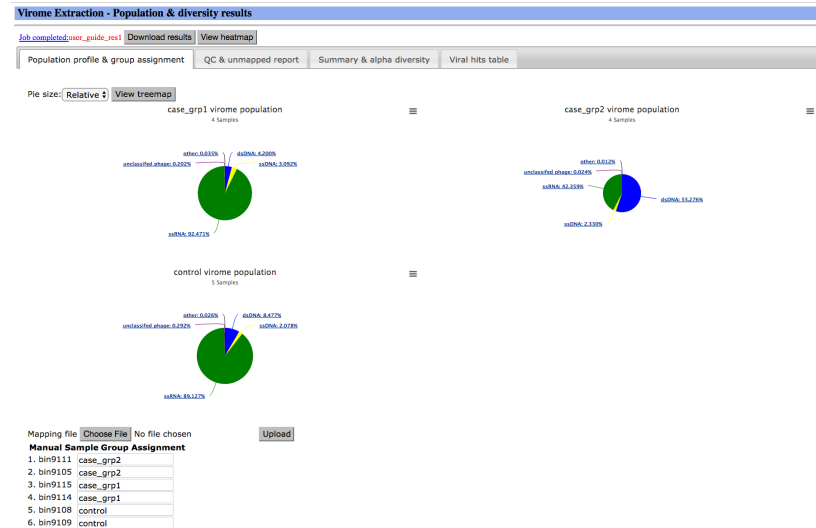 Virome Extraction - Population & diversity results
Job completed:user_guide_res1 Download results View heatmap
Population profile & group assignment QC & unmapped report Summary & alpha diversity Viral hits table
Pie size: Relative View treemap
case_grp1 virome population
4 Samples
other: 0.035% dsDNA: 4.200%
unclassifed phage: 0.202% ssDNA: 3.092%
ssRNA: 92.471%
case_grp2 virome population
4 Samples
other: 0.012%
unclassifed phage: 0.024%
ssRNA: 42.359%
dsDNA: 55.276%
ssDNA: 2.330%
control virome population
5 Samples
other: 0.026% dsDNA: 8.477%
unclassifed phage: 0.292% ssDNA: 2.078%
ssRNA: 89.127%
Mapping file Choose File No file chosen Upload
Manual Sample Group Assignment
1. bin9111 case_grp2
2. bin9105 case_grp2
3. bin9115 case_grp1
4. bin9114 case_grp1
5. bin9108 control
6. bin9109 control